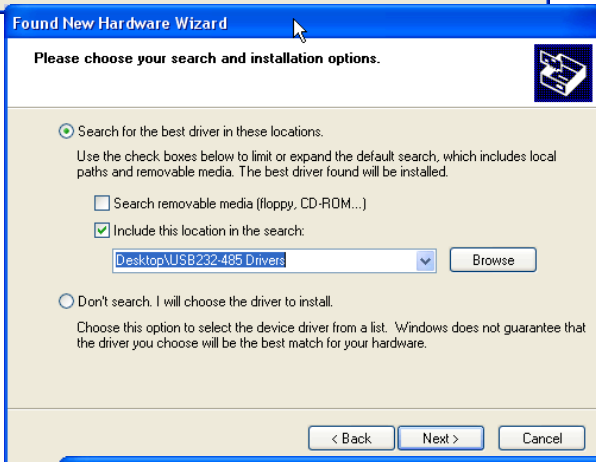 Found New Hardware Wizard
Please choose your search and installation options.
Search for the best driver in these locations.
Use the check boxes below to limit or expand the default search, which includes local
paths and removable media. The best driver found will be installed.
Search removable media (floppy, CD-ROM...)
Include this location in the search:
Desktop\USB232-485 Drivers
Browse
Don't search. I will choose the driver to install.
Choose this option to select the device driver from a list. Windows does not guarantee that
the driver you choose will be the best match for your hardware.
< Back
Next >
Cancel